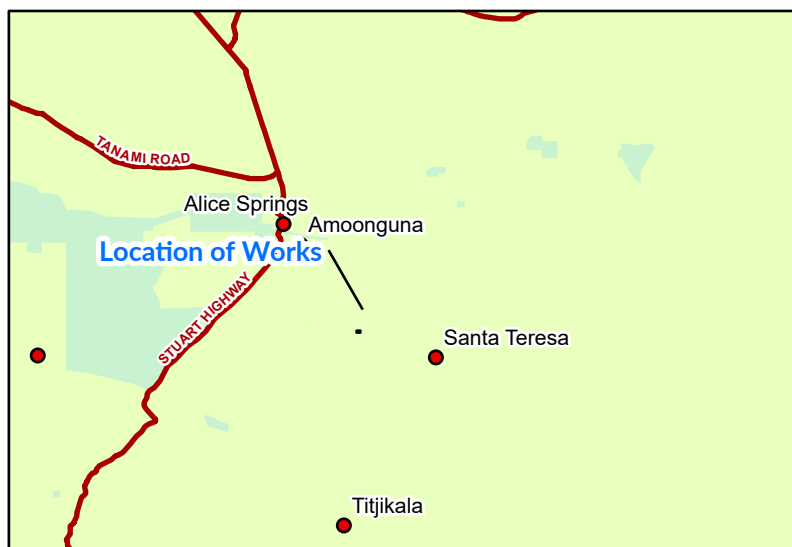 TANAMI ROAD
Alice Springs
Amoonguna
Location of Works
STUART HIGHWAY
Santa Teresa
Titjikala